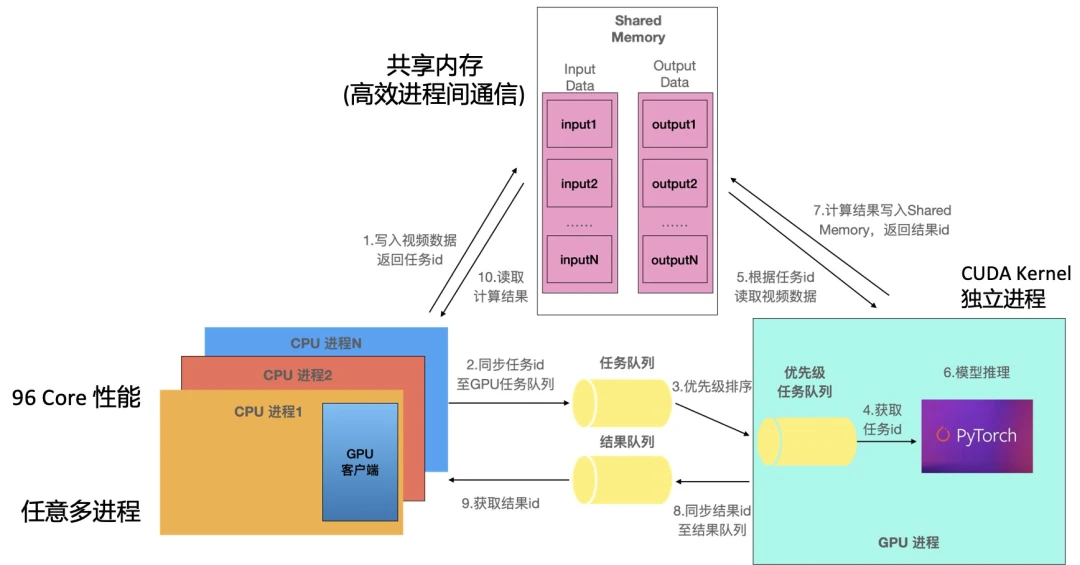 Shared
Memory
共享内存
(高效进程间通信)
Input
Data
Output
Data
input1
output1
input2
output2
……
……
inputN
outputN
1.写入视频数据
返回任务id
10.读取
计算结果
7.计算结果写入Shared
Memory，返回结果id
5.根据任务id
读取视频数据
CUDA Kernel
独立进程
96 Core 性能
任意多进程
CPU 进程N
CPU 进程2
CPU 进程1
GPU
客户端
2.同步任务id
至GPU任务队列
任务队列
3.优先级排序
优先级
任务队列
4.获取
任务id
6.模型推理
PyTorch
结果队列
9.获取结果id
8.同步结果id
至结果队列
GPU 进程